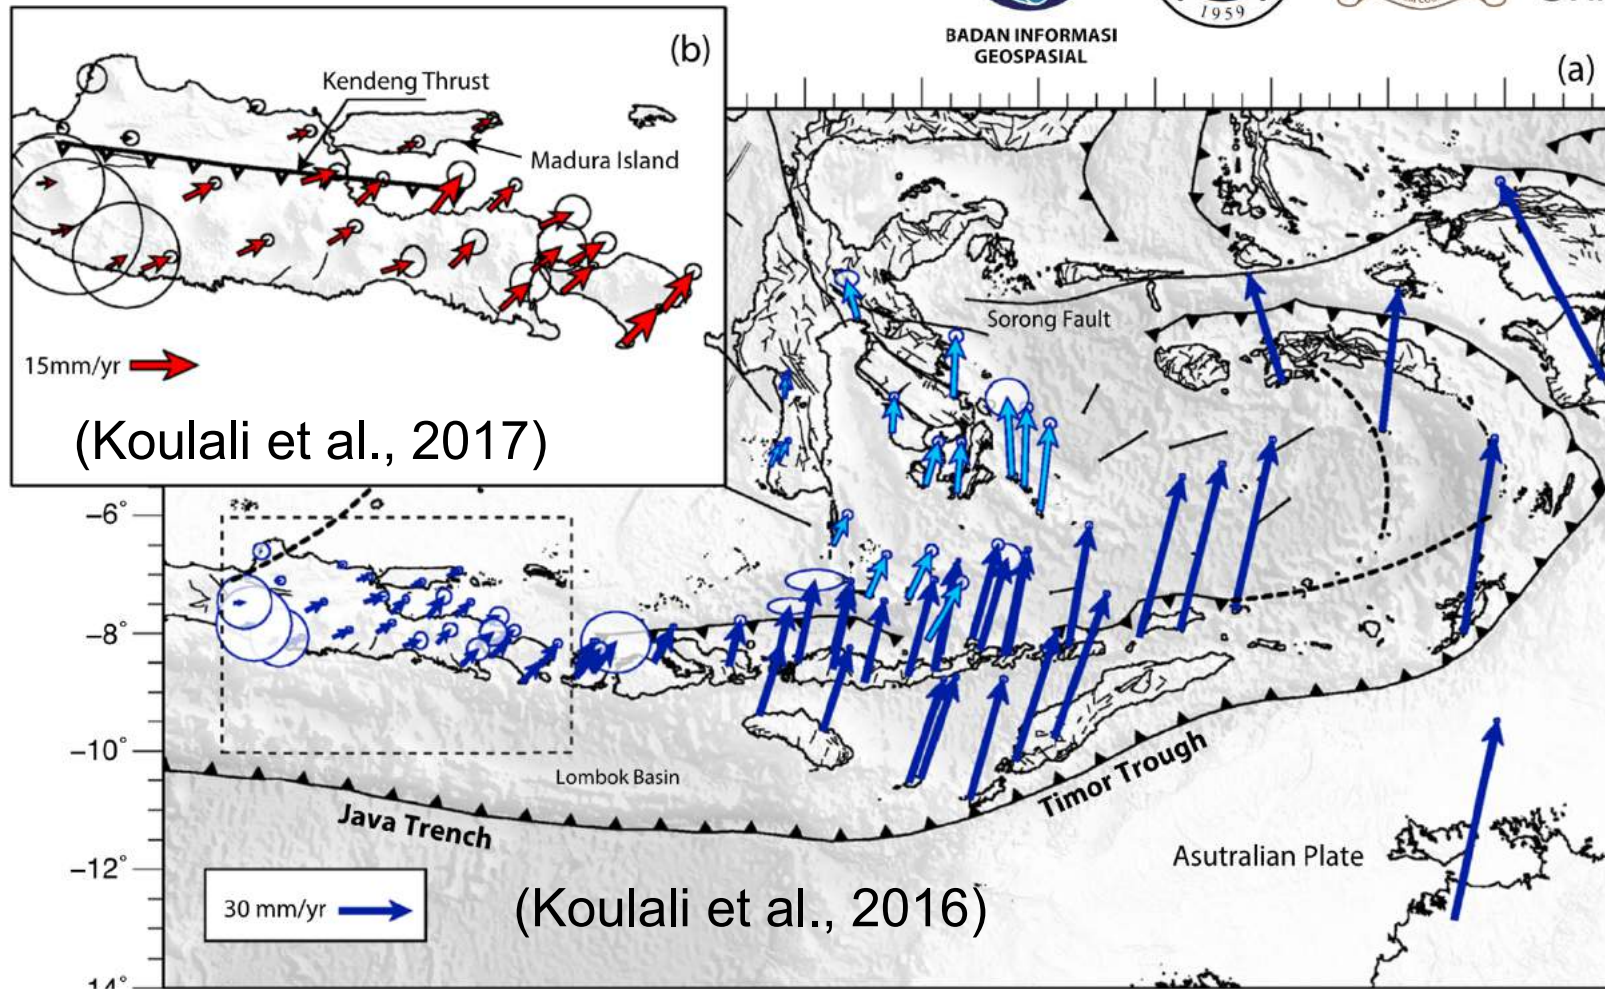 1959
BADAN INFORMASI
GEOSPASIAL
(b)
(a)
Kendeng Thrust
Madura Island
15mm/yr
(Koulali et al., 2017)
Sorong Fault
−6°
−8°
−10°
−12°
14°
Lombok Basin
Java Trench
Timor Trough
Asutralian Plate
30 mm/yr
(Koulali et al., 2016)